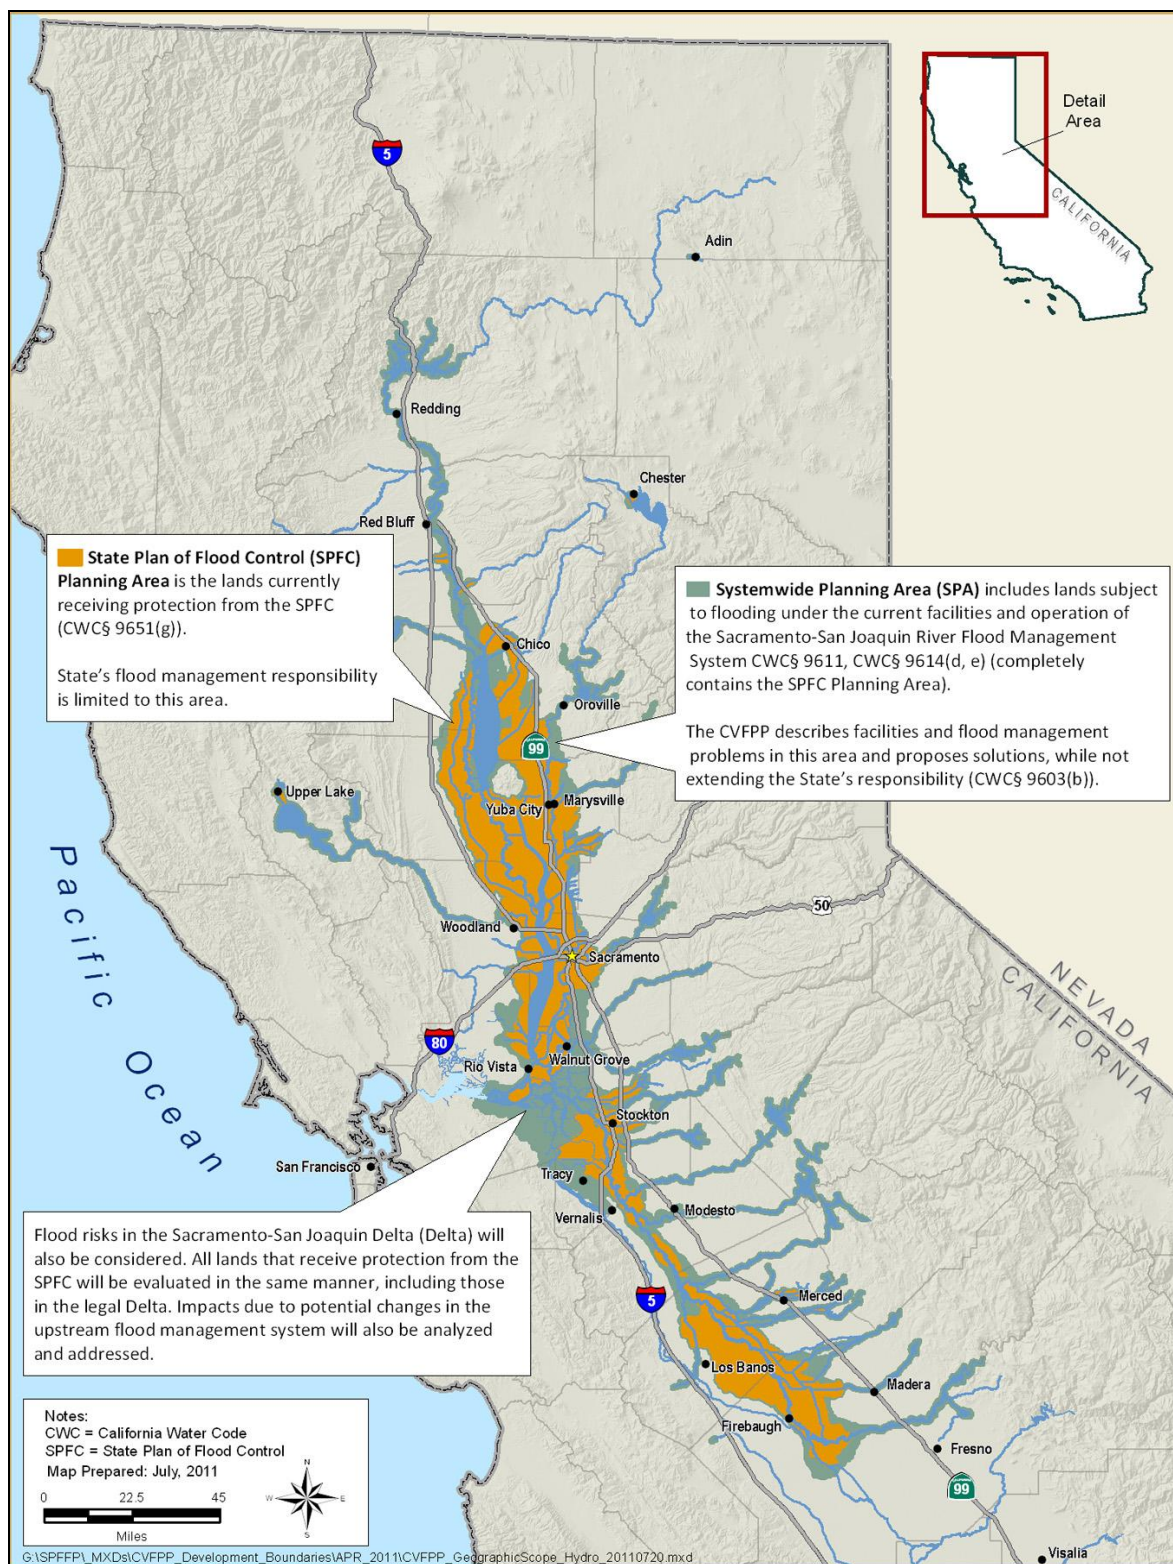 5
Detail
Area
CALIFORNIA
Adin
Redding
Chester
Red Bluff
State Plan of Flood Control (SPFC)
Planning Area is the lands currently
receiving protection from the SPFC
(CWC§ 9651(g)).
State's flood management responsibility
is limited to this area.
Systemwide Planning Area (SPA) includes lands subject
to flooding under the current facilities and operation of
the Sacramento-San Joaquin River Flood Management
System CWC§ 9611, CWC§ 9614(d, e) (completely
contains the SPFC Planning Area).
The CVFPP describes facilities and flood management
problems in this area and proposes solutions, while not
extending the State's responsibility (CWC§ 9603(b)).
Chico
Oroville
99
Upper Lake
Yuba City
Marysville
Pacific Ocean
50
Woodland
Sacramento
NEVADA
CALIFORNIA
80
Rio Vista
Walnut Grove
Stockton
San Francisco
Tracy
Vernalis
Modesto
Flood risks in the Sacramento-San Joaquin Delta (Delta) will
also be considered. All lands that receive protection from the
SPFC will be evaluated in the same manner, including those
in the legal Delta. Impacts due to potential changes in the
upstream flood management system will also be analyzed
and addressed.
5
Merced
Los Banos
Madera
Firebaugh
Fresno
99
Visalia
Notes:
CWC = California Water Code
SPFC = State Plan of Flood Control
Map Prepared: July, 2011
N
W
E
S
0 22.5 45
Miles
G:\SPFFP\_MXDs\CVFPP_Development_Boundaries\APR_2011\CVFPP_GeographicScope_Hydro_20110720.mxd